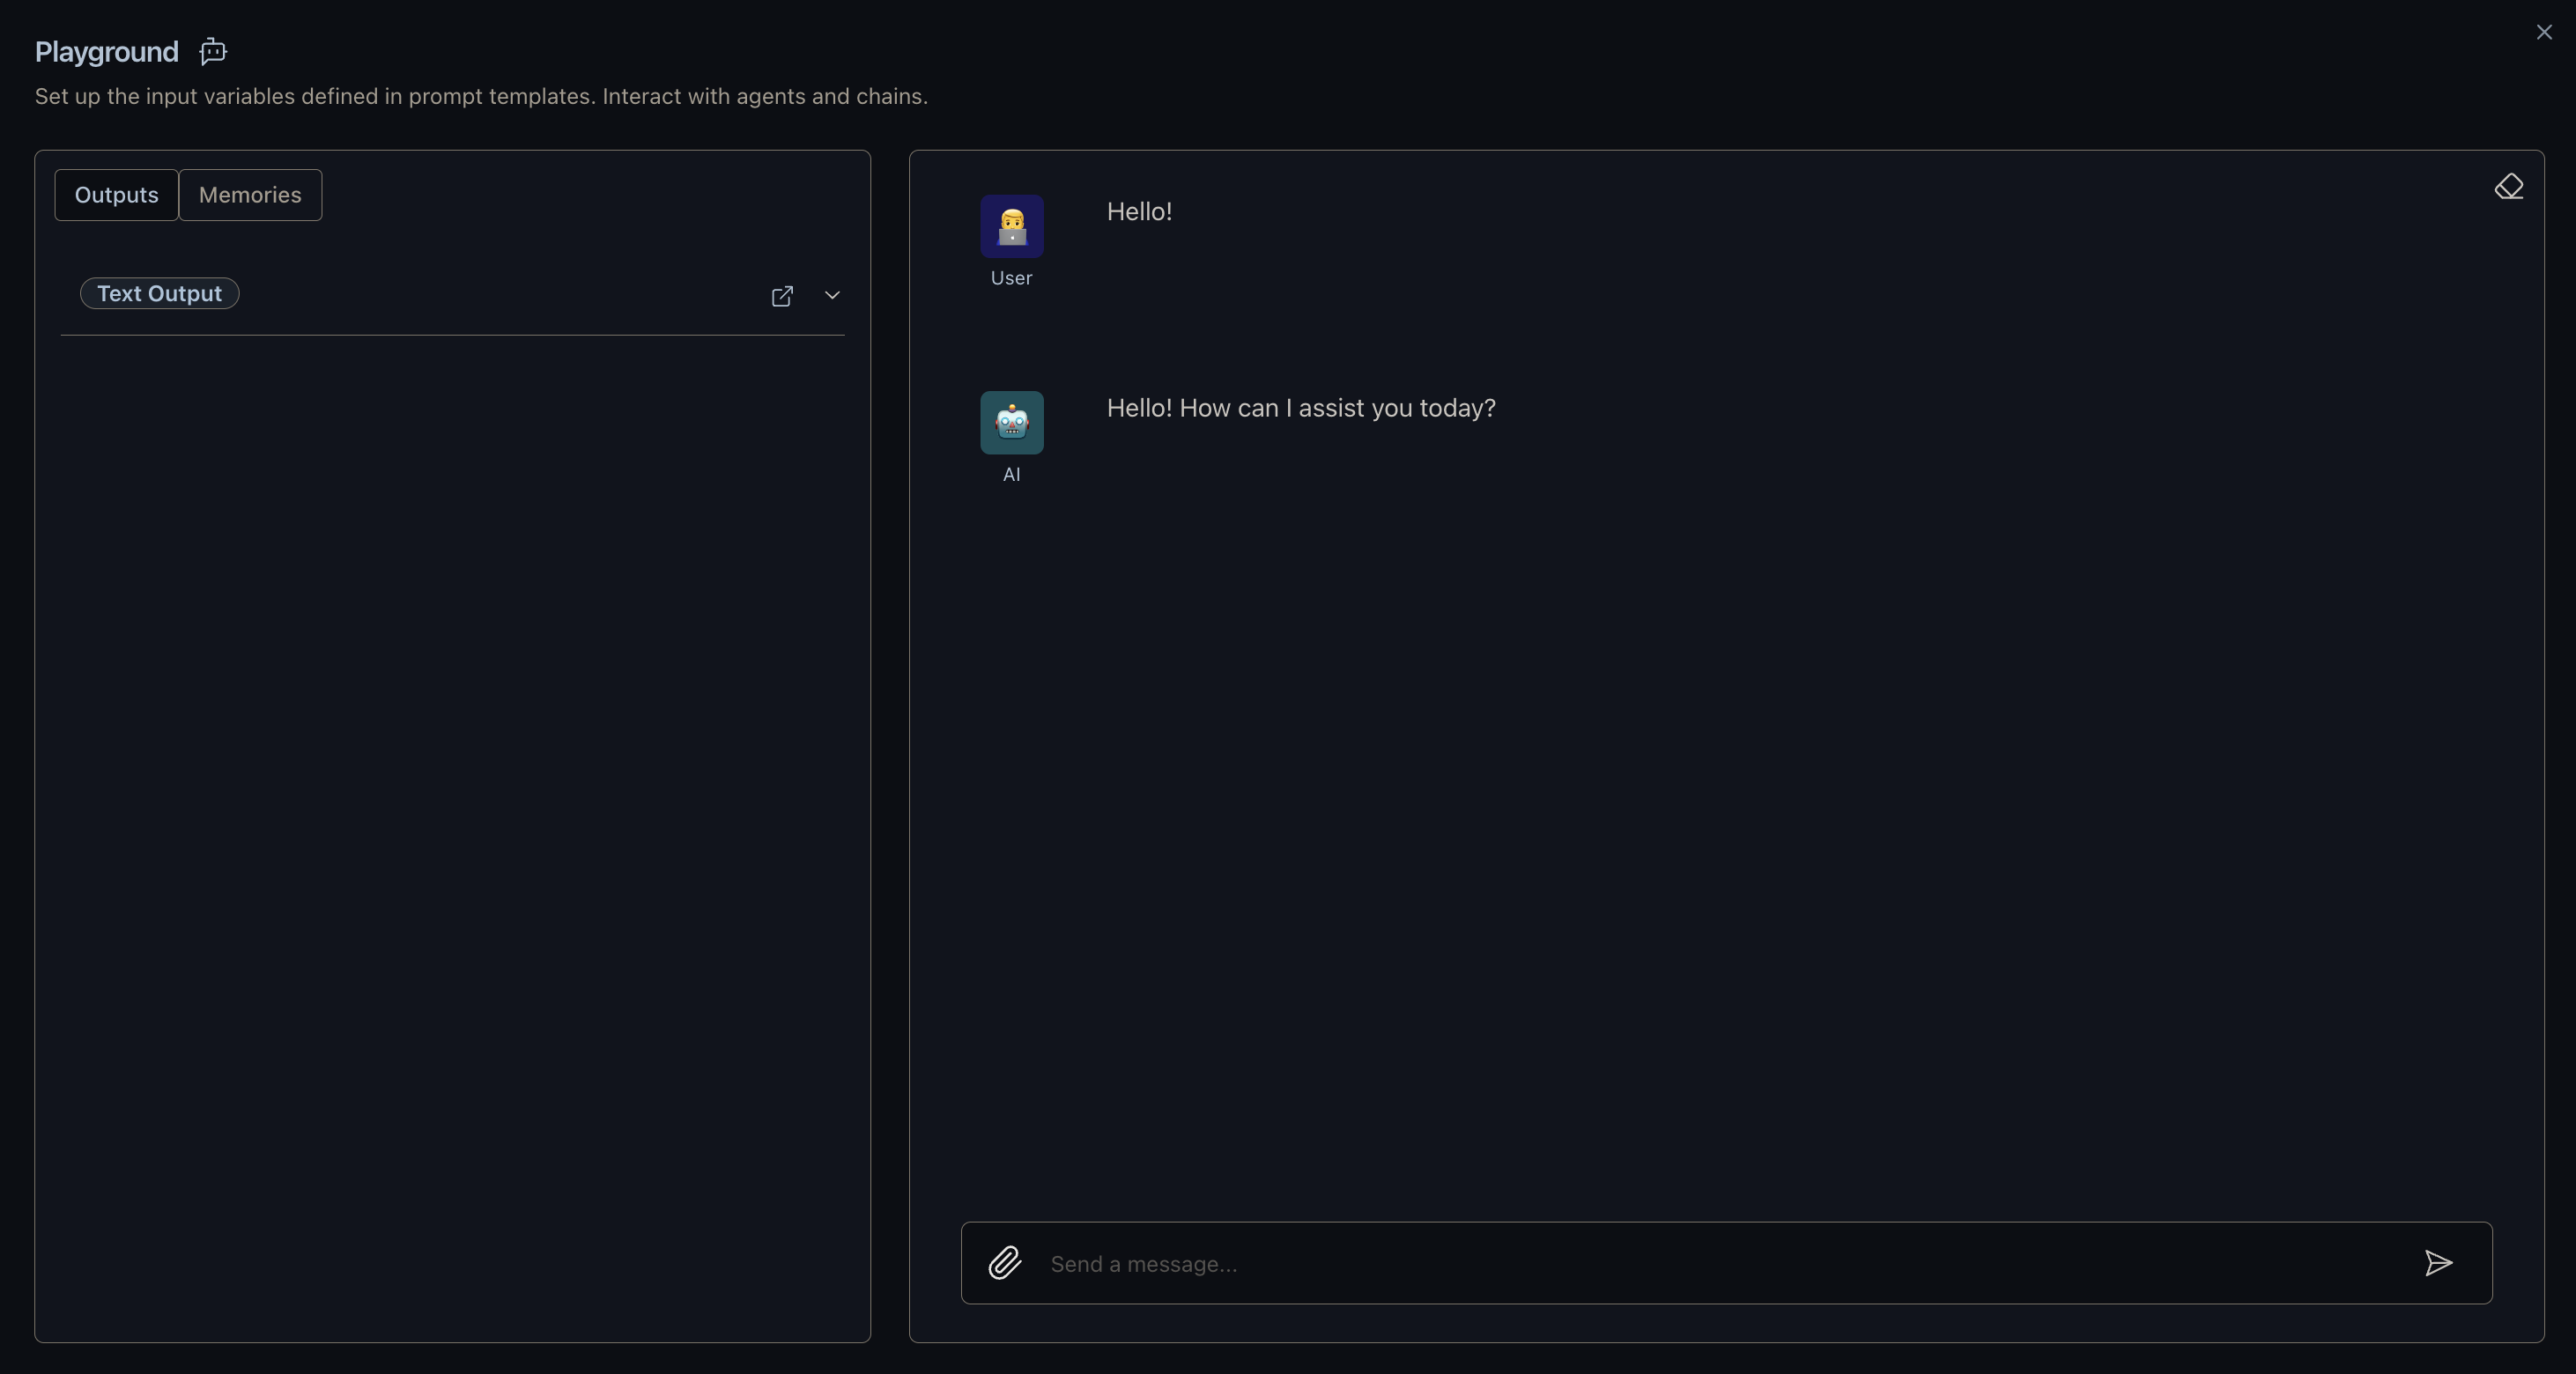 Playground
Set up the input variables defined in prompt templates. Interact with agents and chains.
Outputs
Memories
Text Output
Hello!
User
Hello! How can I assist you today?
AI
Send a message...